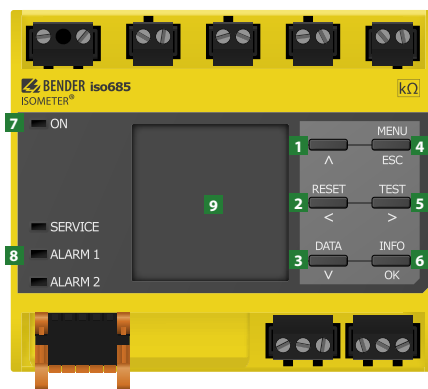 BENDER iso685
ISOMETER®
kΩ
7 ON
1 ∧
MENU 4
ESC
2 RESET
<
TEST 5
>
9
SERVICE
8 ALARM 1
ALARM 2
3 DATA
∨
INFO 6
OK